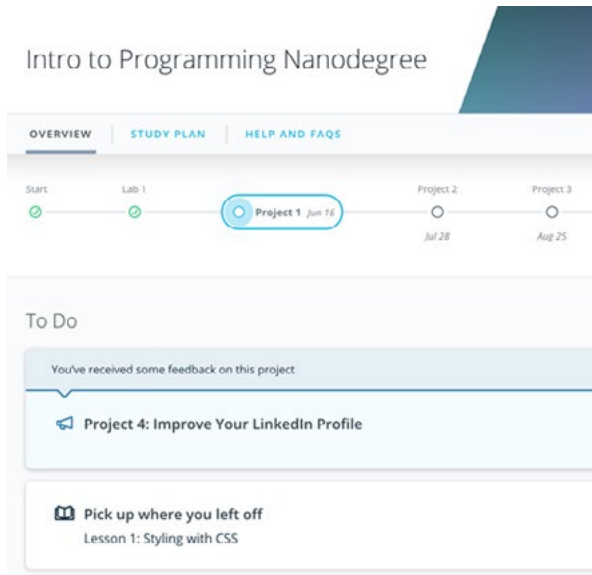 Intro to Programming Nanodegree
OVERVIEW STUDY PLAN HELP AND FAQS
Start Lab 1 Project 2 Project 3
Project 1 Jun 16
Jul 28 Aug 25
To Do
You've received some feedback on this project
Project 4: Improve Your LinkedIn Profile
Pick up where you left off
Lesson 1: Styling with CSS